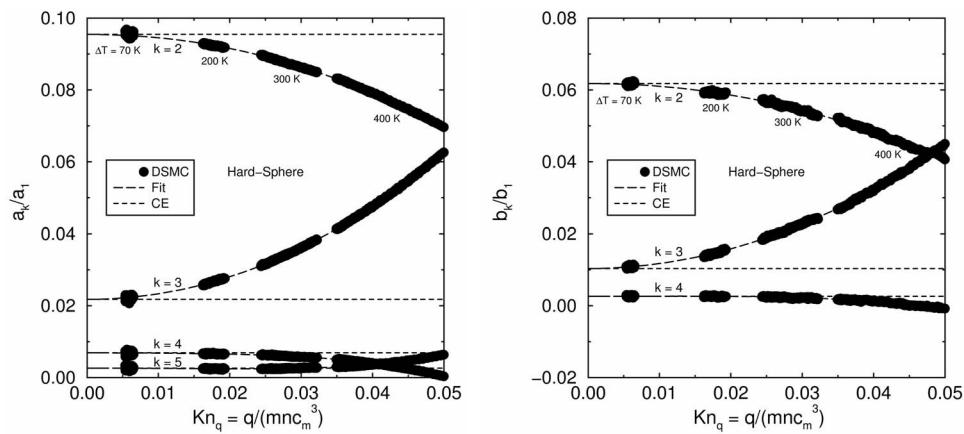 0.10
0.08
0.06
0.04
0.02
0.00
a_k/a_1
ΔT = 70 K
k = 2
200 K
300 K
400 K
DSMC
Fit
CE
Hard−Sphere
k = 3
k = 4
k = 5
0.00 0.01 0.02 0.03 0.04 0.05
Kn_q = q/(mnc_m^3)
0.10
0.08
0.06
0.04
0.02
0.00
−0.02
b_k/b_1
ΔT = 70 K
k = 2
200 K
300 K
400 K
DSMC
Fit
CE
Hard−Sphere
k = 3
k = 4
0.00 0.01 0.02 0.03 0.04 0.05
Kn_q = q/(mnc_m^3)